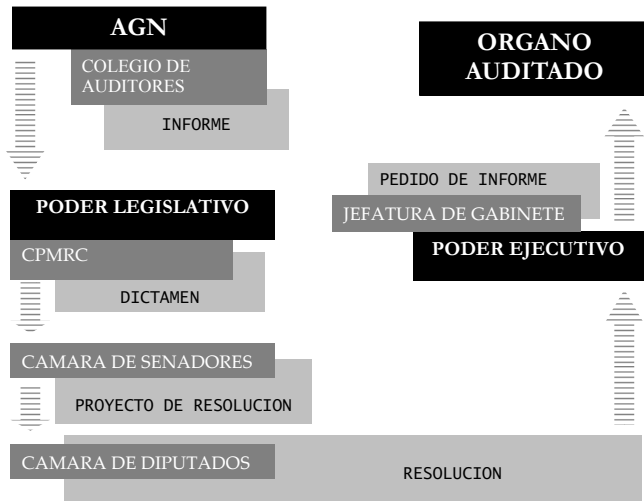 AGN
COLEGIO DE
AUDITORES
INFORME
PODER LEGISLATIVO
CPMRC
DICTAMEN
CAMARA DE SENADORES
PROYECTO DE RESOLUCION
CAMARA DE DIPUTADOS
RESOLUCION
ORGANO
AUDITADO
PEDIDO DE INFORME
JEFATURA DE GABINETE
PODER EJECUTIVO